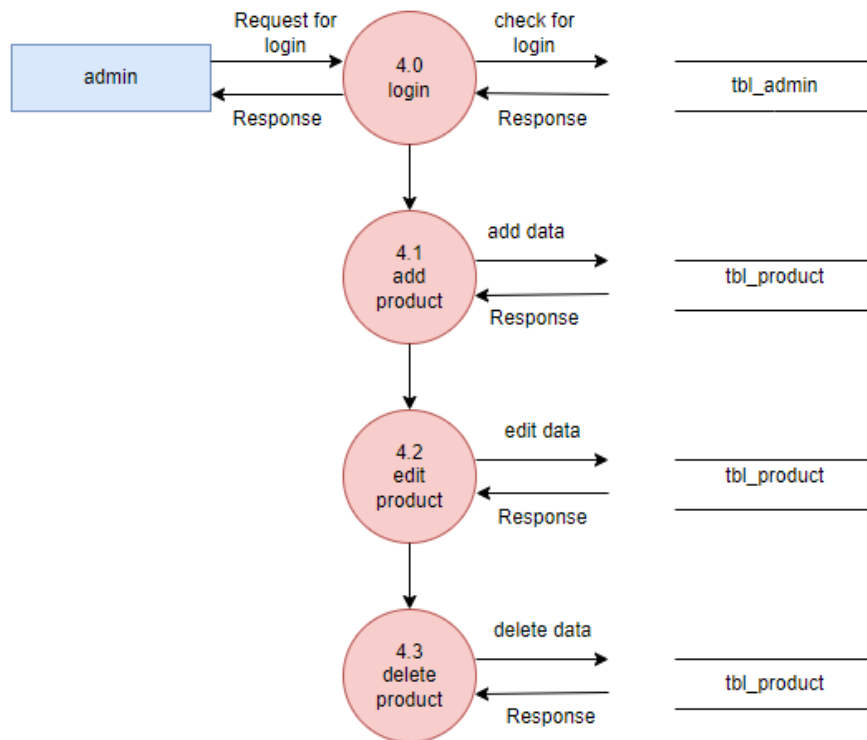 Request for
login
check for
login
admin
4.0
login
tbl_admin
Response
Response
add data
4.1
add
product
tbl_product
Response
edit data
4.2
edit
product
tbl_product
Response
delete data
4.3
delete
product
tbl_product
Response